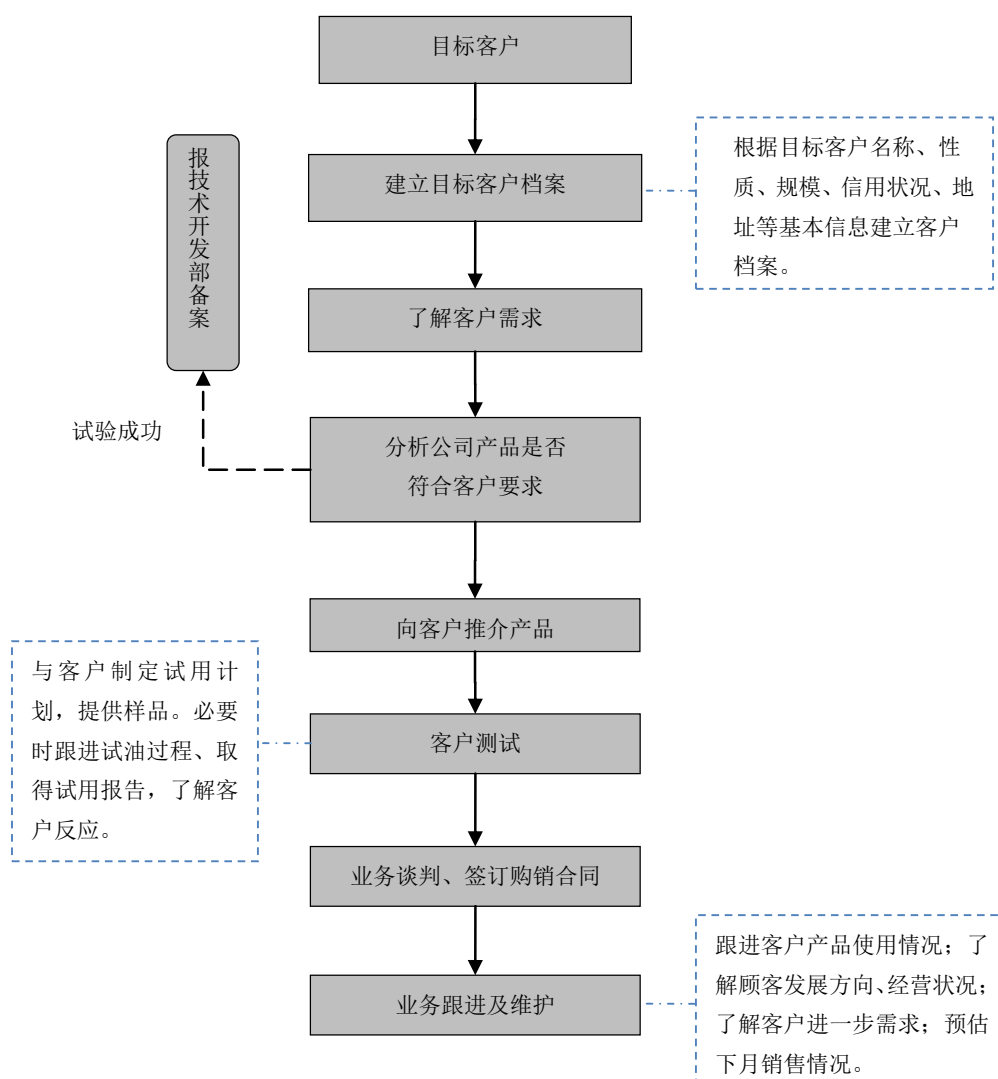 目标客户
报技术开发部备案
建立目标客户档案
根据目标客户名称、性
质、规模、信用状况、地
址等基本信息建立客户
档案。
了解客户需求
试验成功
分析公司产品是否
符合客户要求
向客户推介产品
与客户制定试用计
划，提供样品。必要
时跟进试油过程、取
得试用报告，了解客
户反应。
客户测试
业务谈判、签订购销合同
业务跟进及维护
跟进客户产品使用情况；了
解顾客发展方向、经营状况；
了解客户进一步需求；预估
下月销售情况。